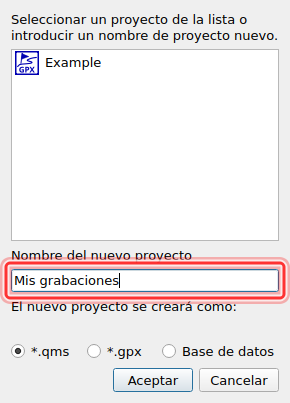 Seleccionar un proyecto de la lista o
introducir un nombre de proyecto nuevo.
GPX Example
Nombre del nuevo proyecto
Mis grabaciones
El nuevo proyecto se creará como:
*.qms *.gpx Base de datos
Aceptar Cancelar